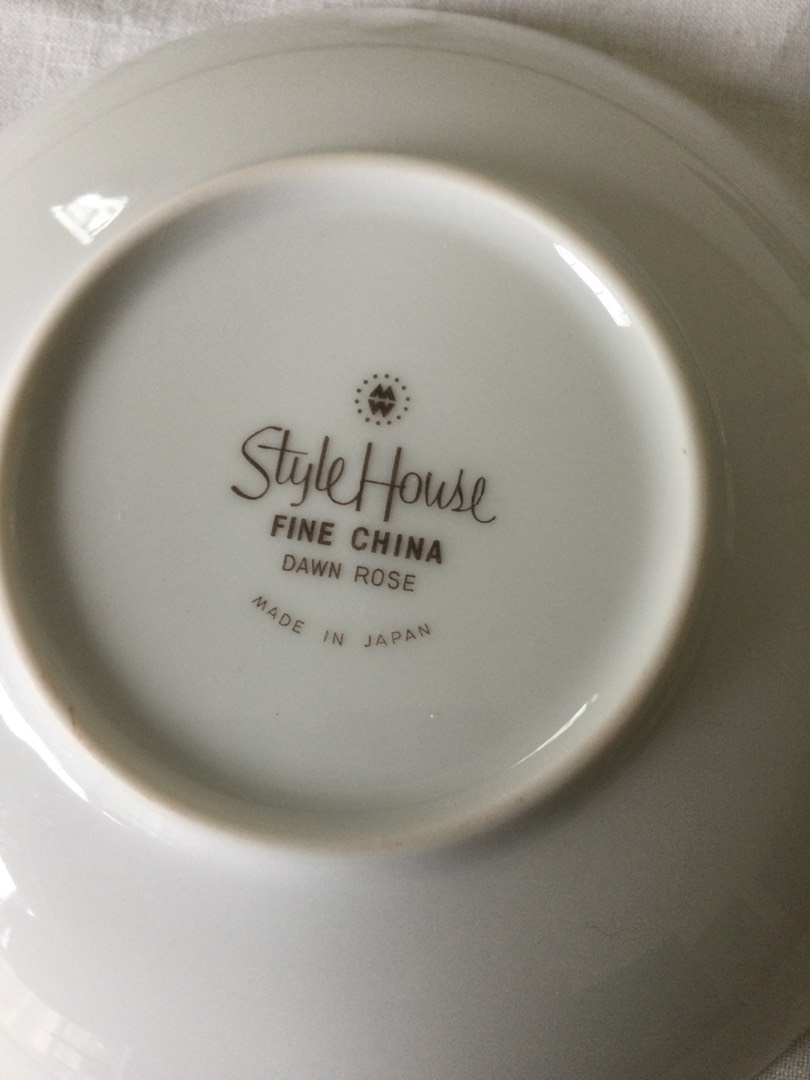 MW
Style House
FINE CHINA
DAWN ROSE
MADE IN JAPAN